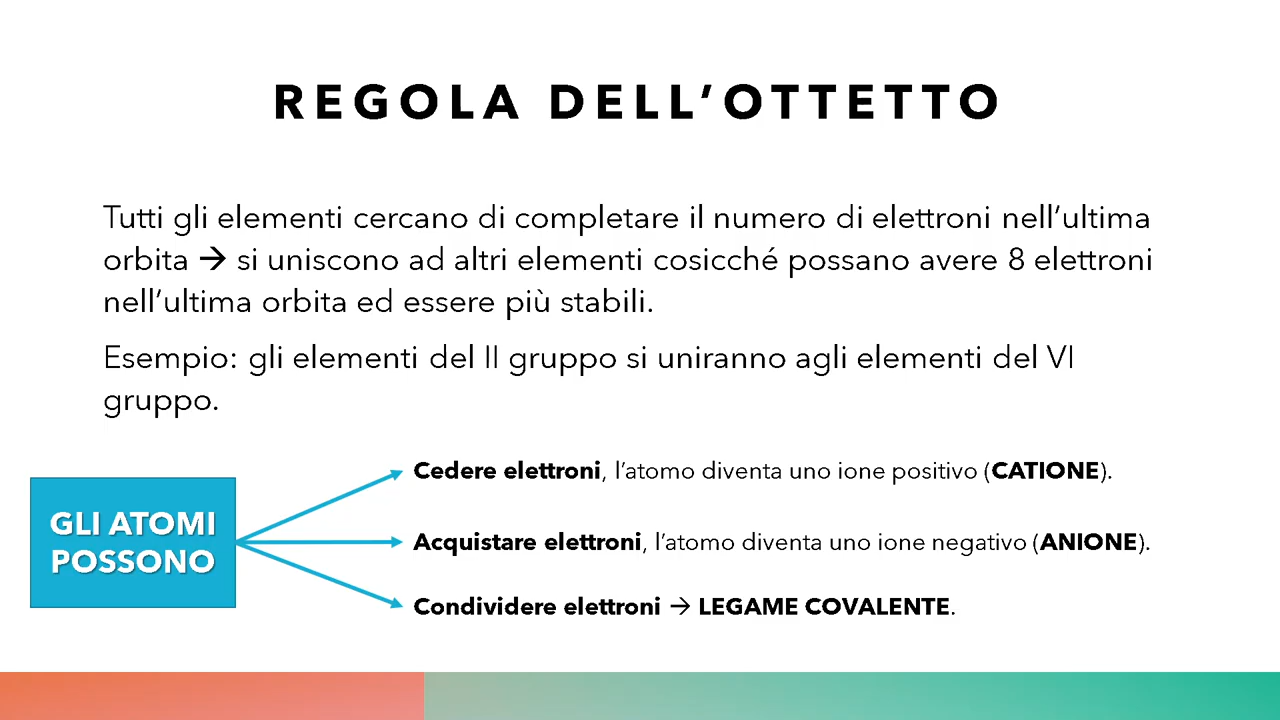 REGOLA DELL’OTTETTO
Tutti gli elementi cercano di completare il numero di elettroni nell’ultima
orbita → si uniscono ad altri elementi cosicché possano avere 8 elettroni
nell’ultima orbita ed essere più stabili.
Esempio: gli elementi del II gruppo si uniranno agli elementi del VI
gruppo.
GLI ATOMI
POSSONO
Cedere elettroni, l’atomo diventa uno ione positivo (CATIONE).
Acquistare elettroni, l’atomo diventa uno ione negativo (ANIONE).
Condividere elettroni → LEGAME COVALENTE.